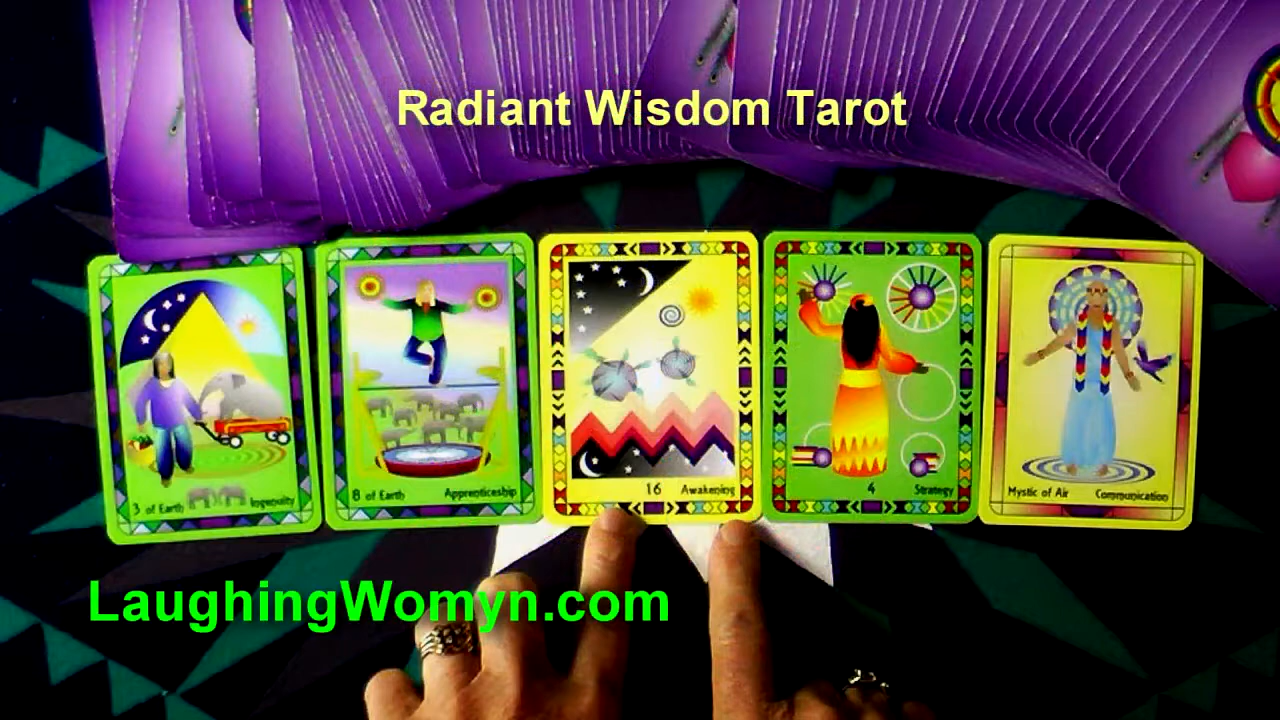 Radiant Wisdom Tarot
3 of Earth Ingenuity
8 of Earth Apprenticeship
16 Awakening
4 Strategy
Mystic of Air Communication
LaughingWomyn.com